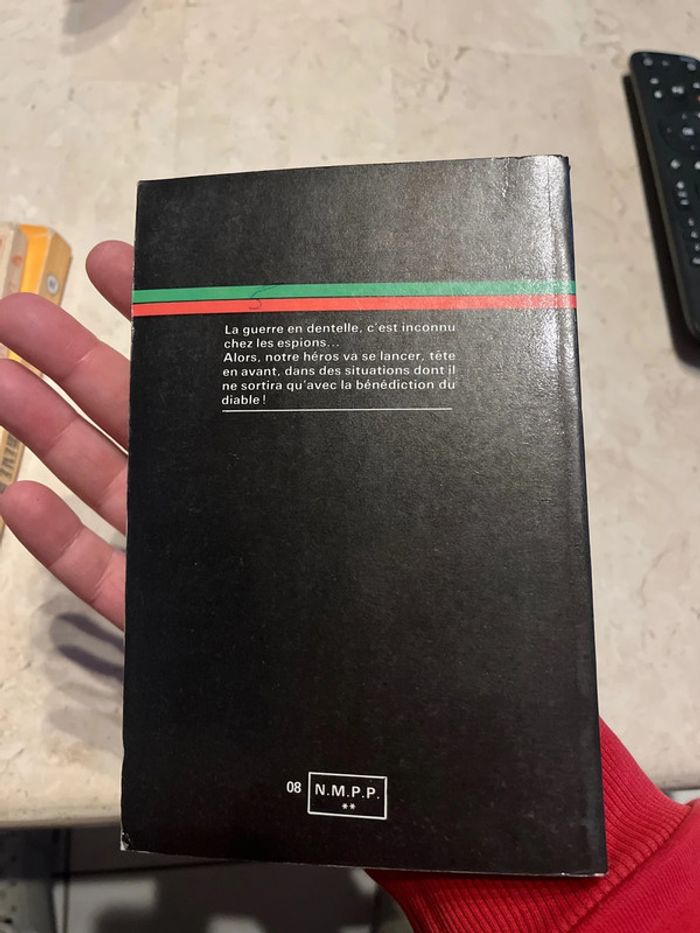 La guerre en dentelle, c'est inconnu
chez les espions...
Alors, notre héros va se lancer, tête
en avant, dans des situations dont il
ne sortira qu'avec la bénédiction du
diable !
08 N.M.P.P.
**